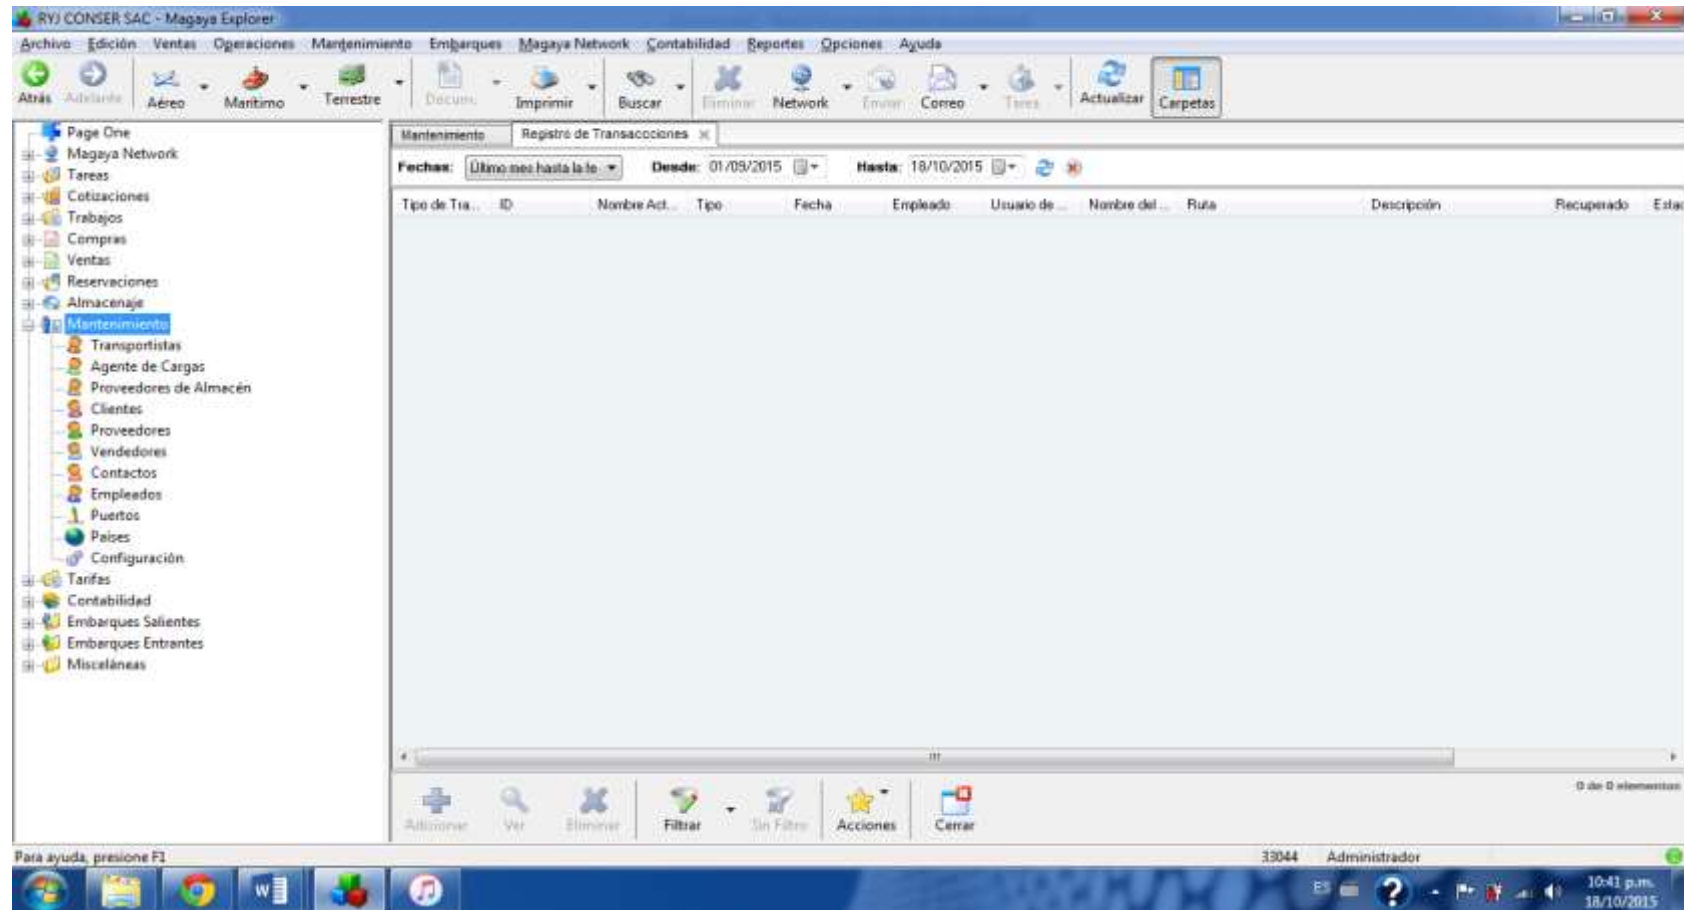 RYJ CONSER SAC - Magaya Explorer
Archivo Edición Ventas Operaciones Mantenimiento Embarques Magaya Network Contabilidad Reportes Opciones Ayuda
Atrás Adelante Aéreo Marítimo Terrestre Docum. Imprimir Buscar Eliminar Network Enviar Correo Tarea Actualizar Carpetas
Page One
Magaya Network
Tareas
Cotizaciones
Trabajos
Compras
Ventas
Reservaciones
Almacenaje
Mantenimiento
Transportistas
Agente de Cargas
Proveedores de Almacén
Clientes
Proveedores
Vendedores
Contactos
Empleados
Puertos
Países
Configuración
Tarifas
Contabilidad
Embarques Salientes
Embarques Entrantes
Misceláneas
Mantenimiento Registro de Transaccciones
Fechas: Último mes hasta la fe Desde: 01/09/2015 Hasta: 18/10/2015
Tipo de Tra... ID Nombre Act... Tipo Fecha Empleado Usuario de ... Nombre del ... Ruta Descripción Recuperado Estac
0 de 0 elementos
Adicionar Ver Eliminar Filtrar Sin Filtro Acciones Cerrar
Para ayuda, presione F1 33044 Administrador
ES 10:41 p.m.
18/10/2015